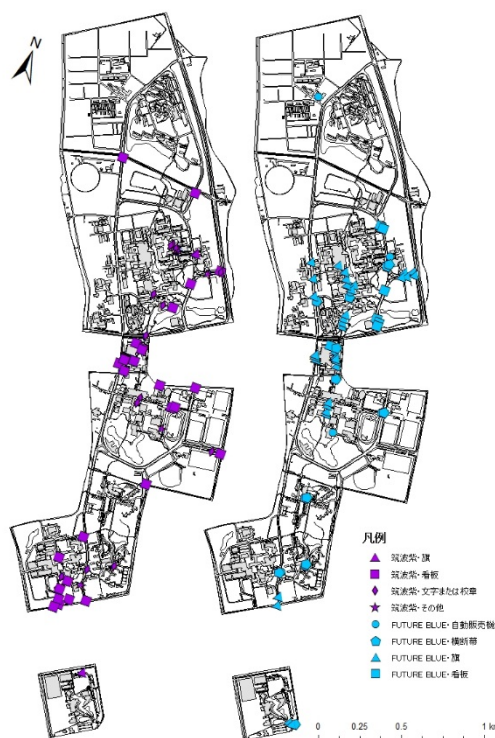 N
凡例
筑波紫・旗
筑波紫・看板
筑波紫・文字または校章
筑波紫・その他
FUTURE BLUE・自動販売機
FUTURE BLUE・横断幕
FUTURE BLUE・旗
FUTURE BLUE・看板
0 0.25 0.5 1 km